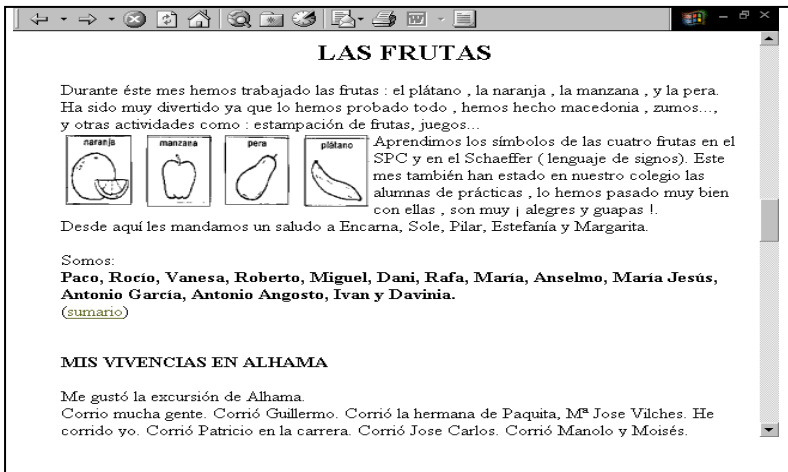 LAS FRUTAS
Durante éste mes hemos trabajado las frutas : el plátano , la naranja , la manzana , y la pera.
Ha sido muy divertido ya que lo hemos probado todo , hemos hecho macedonia , zumos...,
y otras actividades como : estampación de frutas, juegos...
naranja manzana pera plátano
Aprendimos los símbolos de las cuatro frutas en el
SPC y en el Schaeffer ( lenguaje de signos). Este
mes también han estado en nuestro colegio las
alumnas de prácticas , lo hemos pasado muy bien
con ellas , son muy ¡ alegres y guapas !.
Desde aquí les mandamos un saludo a Encarna, Sole, Pilar, Estefanía y Margarita.
Somos:
Paco, Rocío, Vanesa, Roberto, Miguel, Dani, Rafa, María, Anselmo, María Jesús,
Antonio García, Antonio Angosto, Ivan y Davinia.
(sumario)
MIS VIVENCIAS EN ALHAMA
Me gustó la excursión de Alhama.
Corrio mucha gente. Corrió Guillermo. Corrió la hermana de Paquita, Mª Jose Vilches. He
corrido yo. Corrió Patricio en la carrera. Corrió Jose Carlos. Corrió Manolo y Moisés.